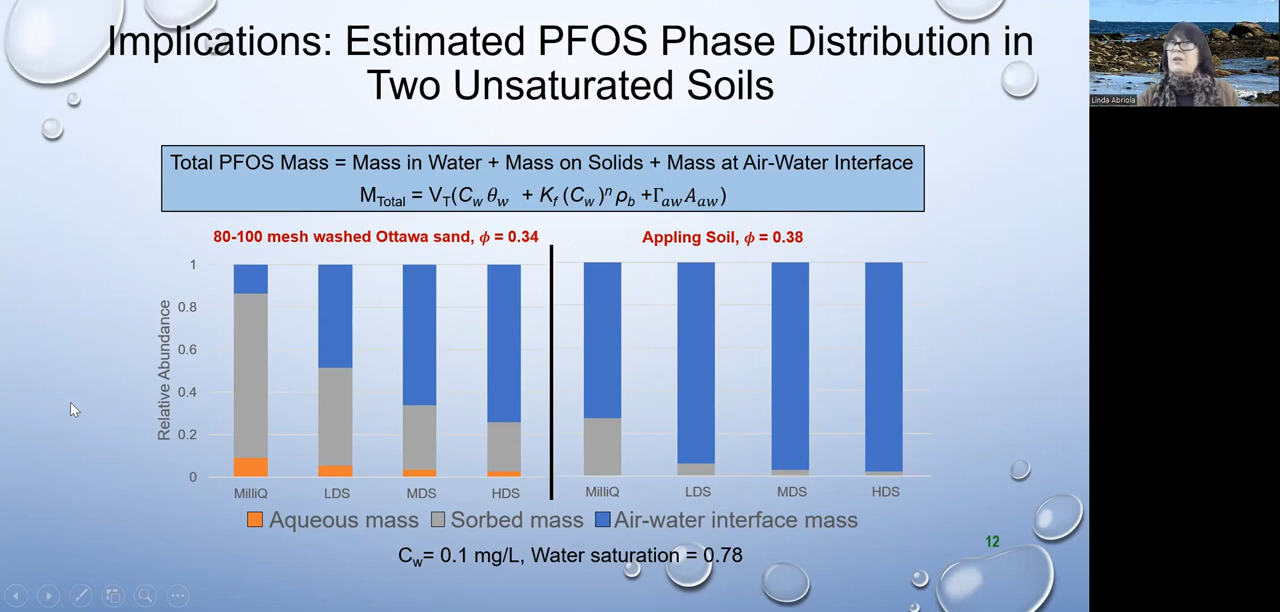 Implications: Estimated PFOS Phase Distribution in
Two Unsaturated Soils
Linda Abriola
Total PFOS Mass = Mass in Water + Mass on Solids + Mass at Air-Water Interface
M_Total = V_T(C_w θ_w + K_f (C_w)^n ρ_b +Γ_aw A_aw)
80-100 mesh washed Ottawa sand, ϕ = 0.34
Appling Soil, ϕ = 0.38
Relative Abundance
1
0.8
0.6
0.4
0.2
0
MilliQ LDS MDS HDS
MilliQ LDS MDS HDS
Aqueous mass Sorbed mass Air-water interface mass
C_w= 0.1 mg/L, Water saturation = 0.78
12